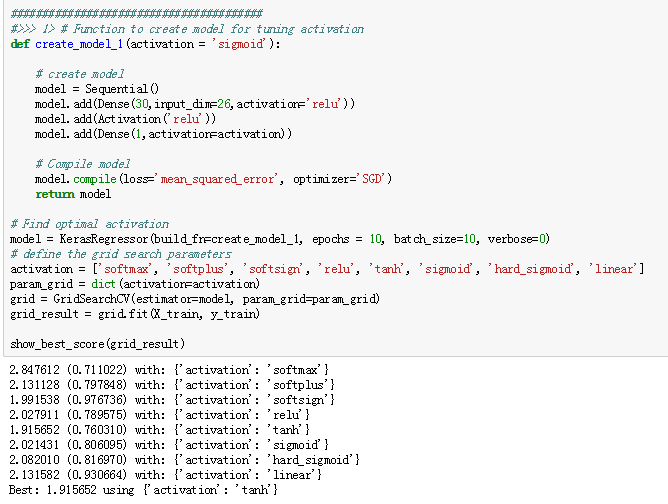 ########################################
#>>> 1> # Function to create model for tuning activation
def create_model_1(activation = 'sigmoid'):
# create model
model = Sequential()
model.add(Dense(30,input_dim=26,activation='relu'))
model.add(Activation('relu'))
model.add(Dense(1,activation=activation))
# Compile model
model.compile(loss='mean_squared_error', optimizer='SGD')
return model
# Find optimal activation
model = KerasRegressor(build_fn=create_model_1, epochs = 10, batch_size=10, verbose=0)
# define the grid search parameters
activation = ['softmax', 'softplus', 'softsign', 'relu', 'tanh', 'sigmoid', 'hard_sigmoid', 'linear']
param_grid = dict(activation=activation)
grid = GridSearchCV(estimator=model, param_grid=param_grid)
grid_result = grid.fit(X_train, y_train)
show_best_score(grid_result)
2.847612 (0.711022) with: {'activation': 'softmax'}
2.131128 (0.797848) with: {'activation': 'softplus'}
1.991538 (0.976736) with: {'activation': 'softsign'}
2.027911 (0.789575) with: {'activation': 'relu'}
1.915652 (0.760310) with: {'activation': 'tanh'}
2.021431 (0.806095) with: {'activation': 'sigmoid'}
2.082010 (0.816970) with: {'activation': 'hard_sigmoid'}
2.131582 (0.930664) with: {'activation': 'linear'}
Best: 1.915652 using {'activation': 'tanh'}